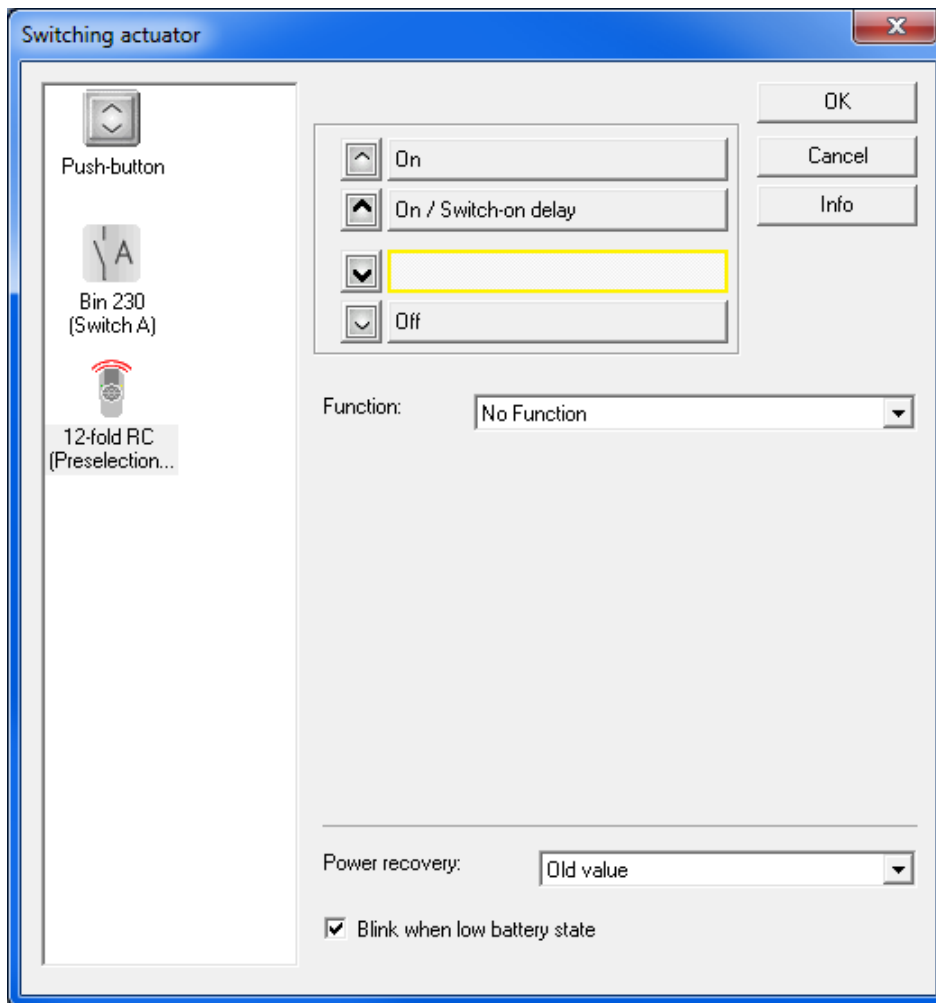 Switching actuator
Push-button
A
Bin 230
(Switch A)
12-fold RC
(Preselection...
On
On / Switch-on delay
Off
OK
Cancel
Info
Function:
No Function
Power recovery:
Old value
Blink when low battery state